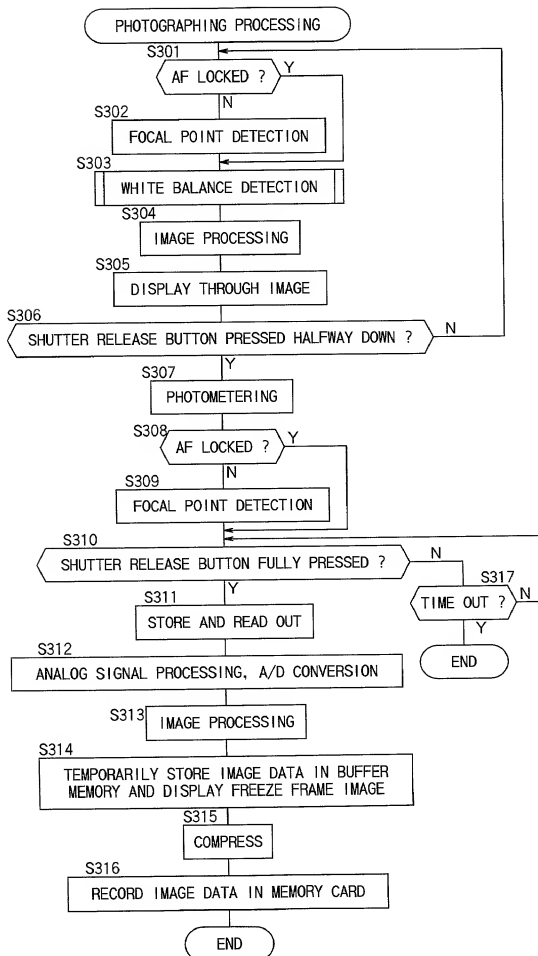 PHOTOGRAPHING PROCESSING
S301
AF LOCKED ?
Y
N
S302
FOCAL POINT DETECTION
S303
WHITE BALANCE DETECTION
S304
IMAGE PROCESSING
S305
DISPLAY THROUGH IMAGE
S306
SHUTTER RELEASE BUTTON PRESSED HALFWAY DOWN ?
N
Y
S307
PHOTOMETERING
S308
AF LOCKED ?
Y
N
S309
FOCAL POINT DETECTION
S310
SHUTTER RELEASE BUTTON FULLY PRESSED ?
N
Y
S317
TIME OUT ?
N
Y
END
S311
STORE AND READ OUT
S312
ANALOG SIGNAL PROCESSING, A/D CONVERSION
S313
IMAGE PROCESSING
S314
TEMPORARILY STORE IMAGE DATA IN BUFFER
MEMORY AND DISPLAY FREEZE FRAME IMAGE
S315
COMPRESS
S316
RECORD IMAGE DATA IN MEMORY CARD
END